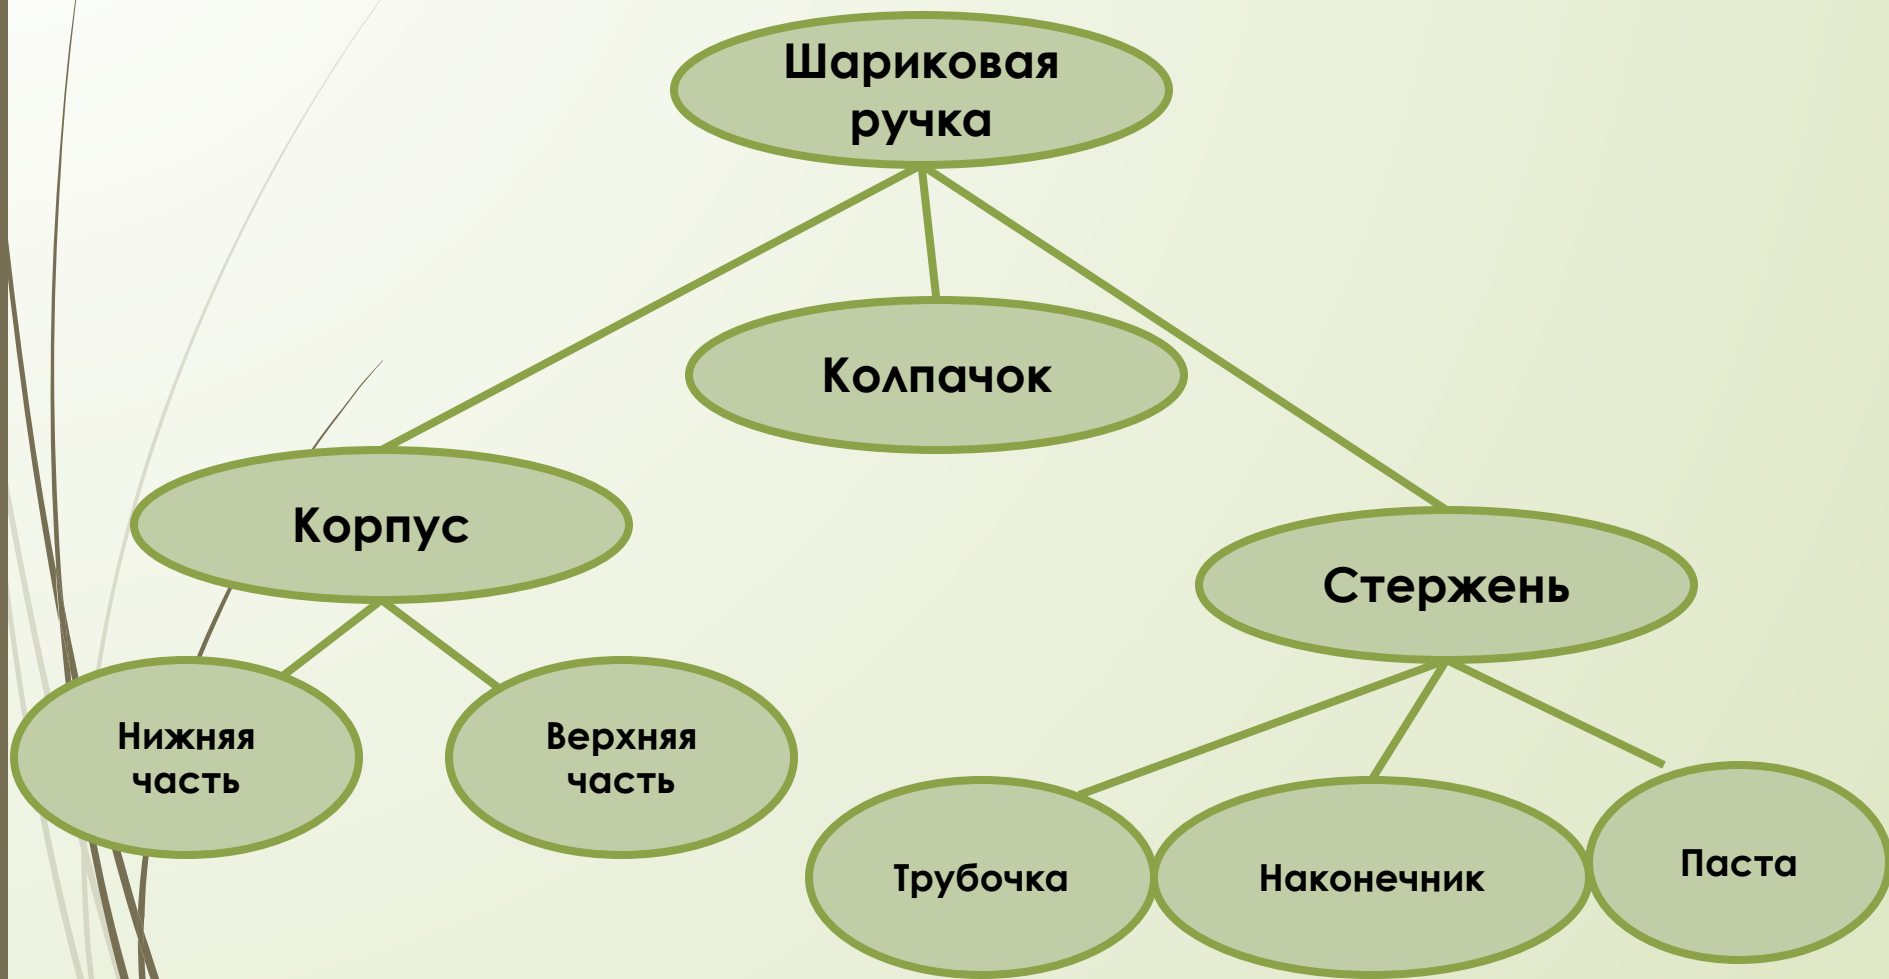 Шариковая
ручка
Колпачок
Корпус
Стержень
Нижняя
часть
Верхняя
часть
Трубочка
Наконечник
Паста